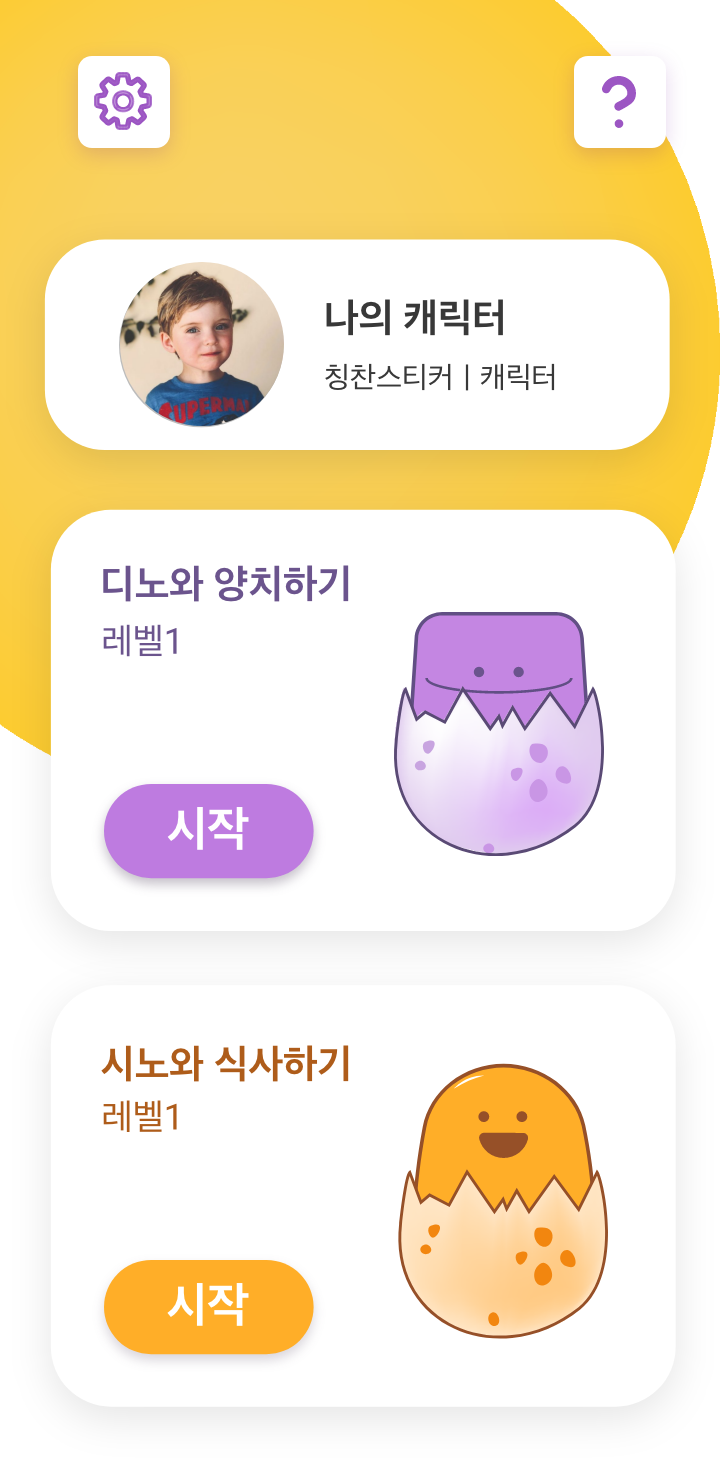 ?
나의 캐릭터
칭찬스티커 | 캐릭터
SUPERMA
디노와 양치하기
레벨1
시작
시노와 식사하기
레벨1
시작